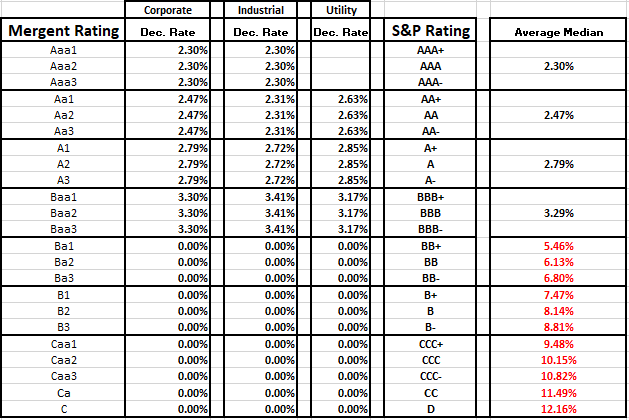 Corporate Industrial Utility
Mergent Rating Dec. Rate Dec. Rate Dec. Rate S&P Rating Average Median
Aaa1 2.30% 2.30% AAA+
Aaa2 2.30% 2.30% AAA 2.30%
Aaa3 2.30% 2.30% AAA-
Aa1 2.47% 2.31% 2.63% AA+
Aa2 2.47% 2.31% 2.63% AA 2.47%
Aa3 2.47% 2.31% 2.63% AA-
A1 2.79% 2.72% 2.85% A+
A2 2.79% 2.72% 2.85% A 2.79%
A3 2.79% 2.72% 2.85% A-
Baa1 3.30% 3.41% 3.17% BBB+
Baa2 3.30% 3.41% 3.17% BBB 3.29%
Baa3 3.30% 3.41% 3.17% BBB-
Ba1 0.00% 0.00% 0.00% BB+ 5.46%
Ba2 0.00% 0.00% 0.00% BB 6.13%
Ba3 0.00% 0.00% 0.00% BB- 6.80%
B1 0.00% 0.00% 0.00% B+ 7.47%
B2 0.00% 0.00% 0.00% B 8.14%
B3 0.00% 0.00% 0.00% B- 8.81%
Caa1 0.00% 0.00% 0.00% CCC+ 9.48%
Caa2 0.00% 0.00% 0.00% CCC 10.15%
Caa3 0.00% 0.00% 0.00% CCC- 10.82%
Ca 0.00% 0.00% 0.00% CC 11.49%
C 0.00% 0.00% 0.00% D 12.16%